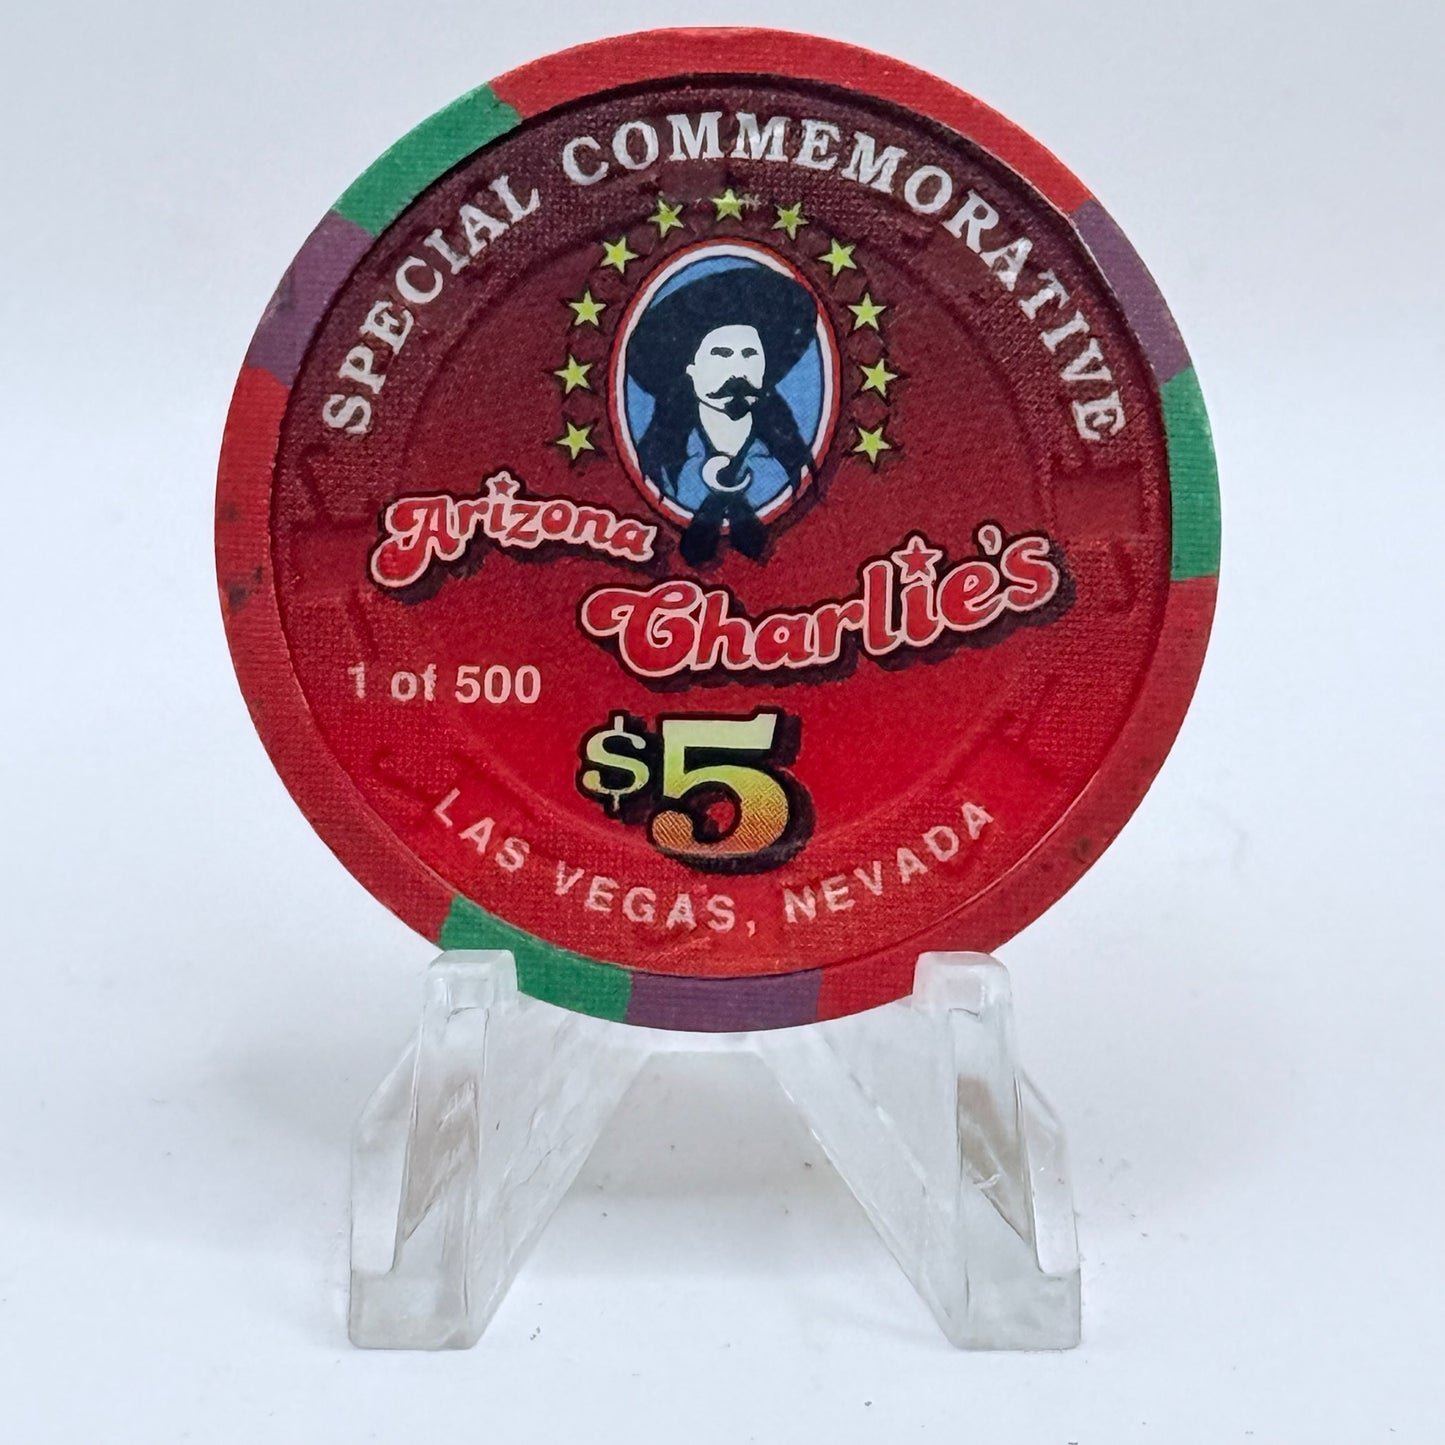 SPECIAL COMMEMORATIVE
Arizona
Charlie's
1 of 500
$5
LAS VEGAS, NEVADA